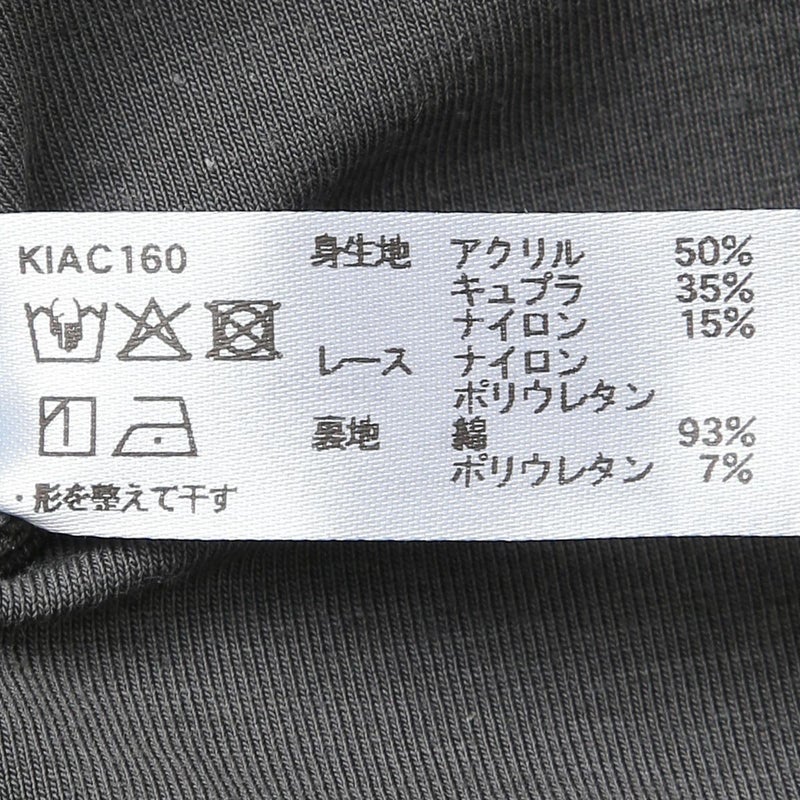 KIAC160
・形を整えて干す
身生地 アクリル 50%
キュプラ 35%
ナイロン 15%
レース ナイロン
ポリウレタン
裏地 綿 93%
ポリウレタン 7%